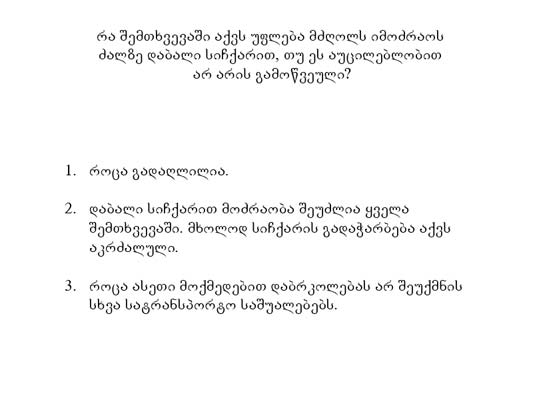 რა შემთხვევაში აქვს უფლება მძღოლს იმოძრაოს
ძალზე დაბალი სიჩქარით, თუ ეს აუცილებლობით
არ არის გამოწვეული?
1. როცა გადაღლილია.
2. დაბალი სიჩქარით მოძრაობა შეუძლია ყველა
შემთხვევაში. მხოლოდ სიჩქარის გადაჭარბება აქვს
აკრძალული.
3. როცა ასეთი მოქმედებით დაბრკოლებას არ შეუქმნის
სხვა სატრანსპორტო საშუალებებს.